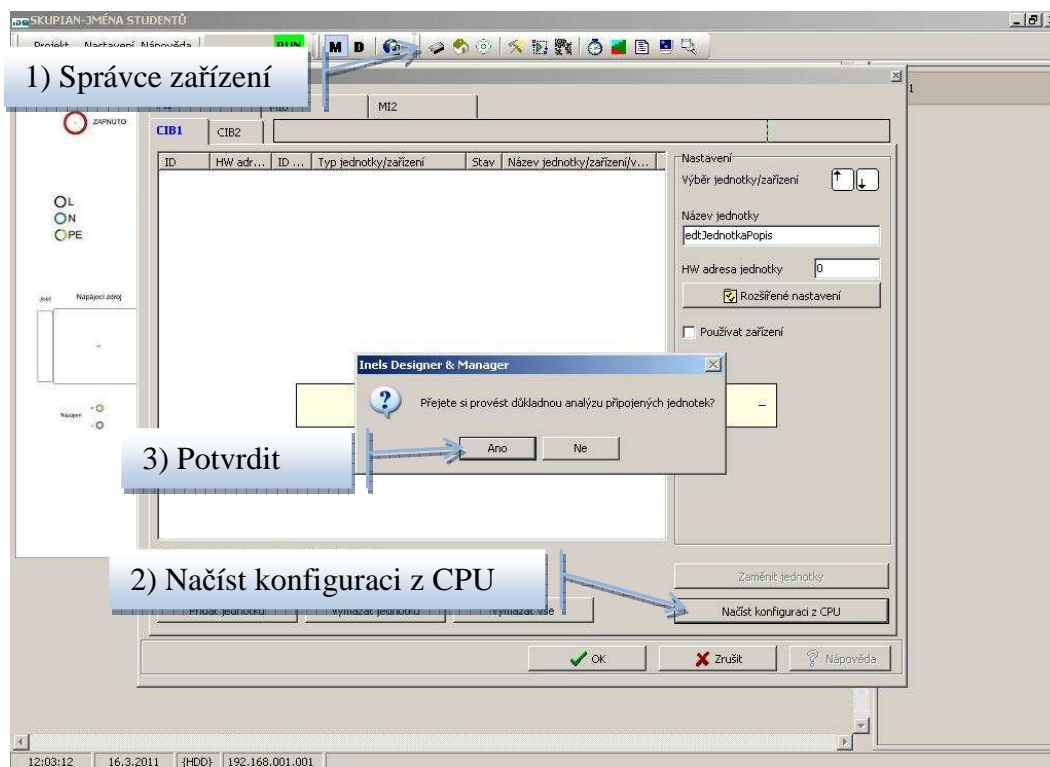 SKUPIAN-JMÉNA STUDENTŮ
Projekt Nastavení Nápověda RUN M D
1) Správce zařízení
MI2
1
ZAPNUTO
CIB1 CIB2
ID HW adr... ID ... Typ jednotky/zařízení Stav Název jednotky/zařízení/v...
Nastavení
Výběr jednotky/zařízení
L
N
PE
Název jednotky
edtJednotkaPopis
HW adresa jednotky 0
Rozšířené nastavení
Napájecí zdroj
Používat zařízení
Inels Designer & Manager
Přejete si provést důkladnou analýzu připojených jednotek?
Ano Ne
3) Potvrdit
2) Načíst konfiguraci z CPU
Zaměnit jednotky
Přidat jednotku Vymazat jednotku Vymazat vše Načíst konfiguraci z CPU
OK Zrušit Nápověda
12:03:12 16.3.2011 {HDD} 192.168.001.001